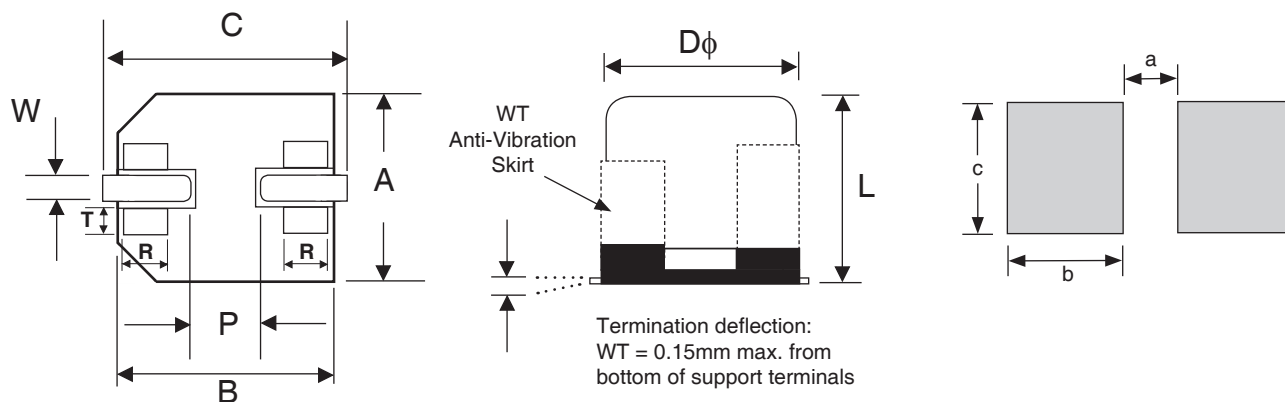 C
W
A
T
R
R
P
B
Dϕ
WT
Anti-Vibration
Skirt
L
Termination deflection:
WT = 0.15mm max. from
bottom of support terminals
a
c
b